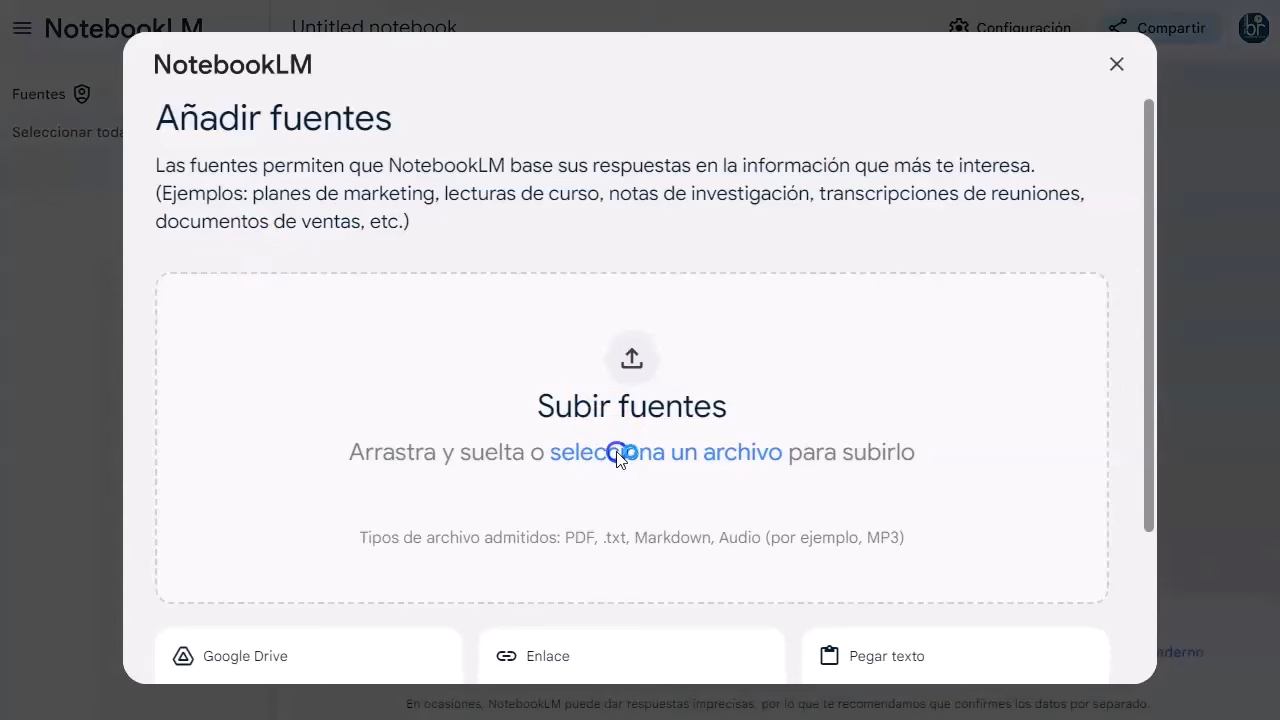 NotebookLM
Untitled notebook
Configuración
Compartir
br
Fuentes
Seleccionar toda
NotebookLM
Añadir fuentes
Las fuentes permiten que NotebookLM base sus respuestas en la información que más te interesa.
(Ejemplos: planes de marketing, lecturas de curso, notas de investigación, transcripciones de reuniones,
documentos de ventas, etc.)
Subir fuentes
Arrastra y suelta o selecciona un archivo para subirlo
Tipos de archivo admitidos: PDF, .txt, Markdown, Audio (por ejemplo, MP3)
Google Drive
Enlace
Pegar texto
aderno
En ocasiones, NotebookLM puede dar respuestas imprecisas, por lo que te recomendamos que confirmes los datos por separado.